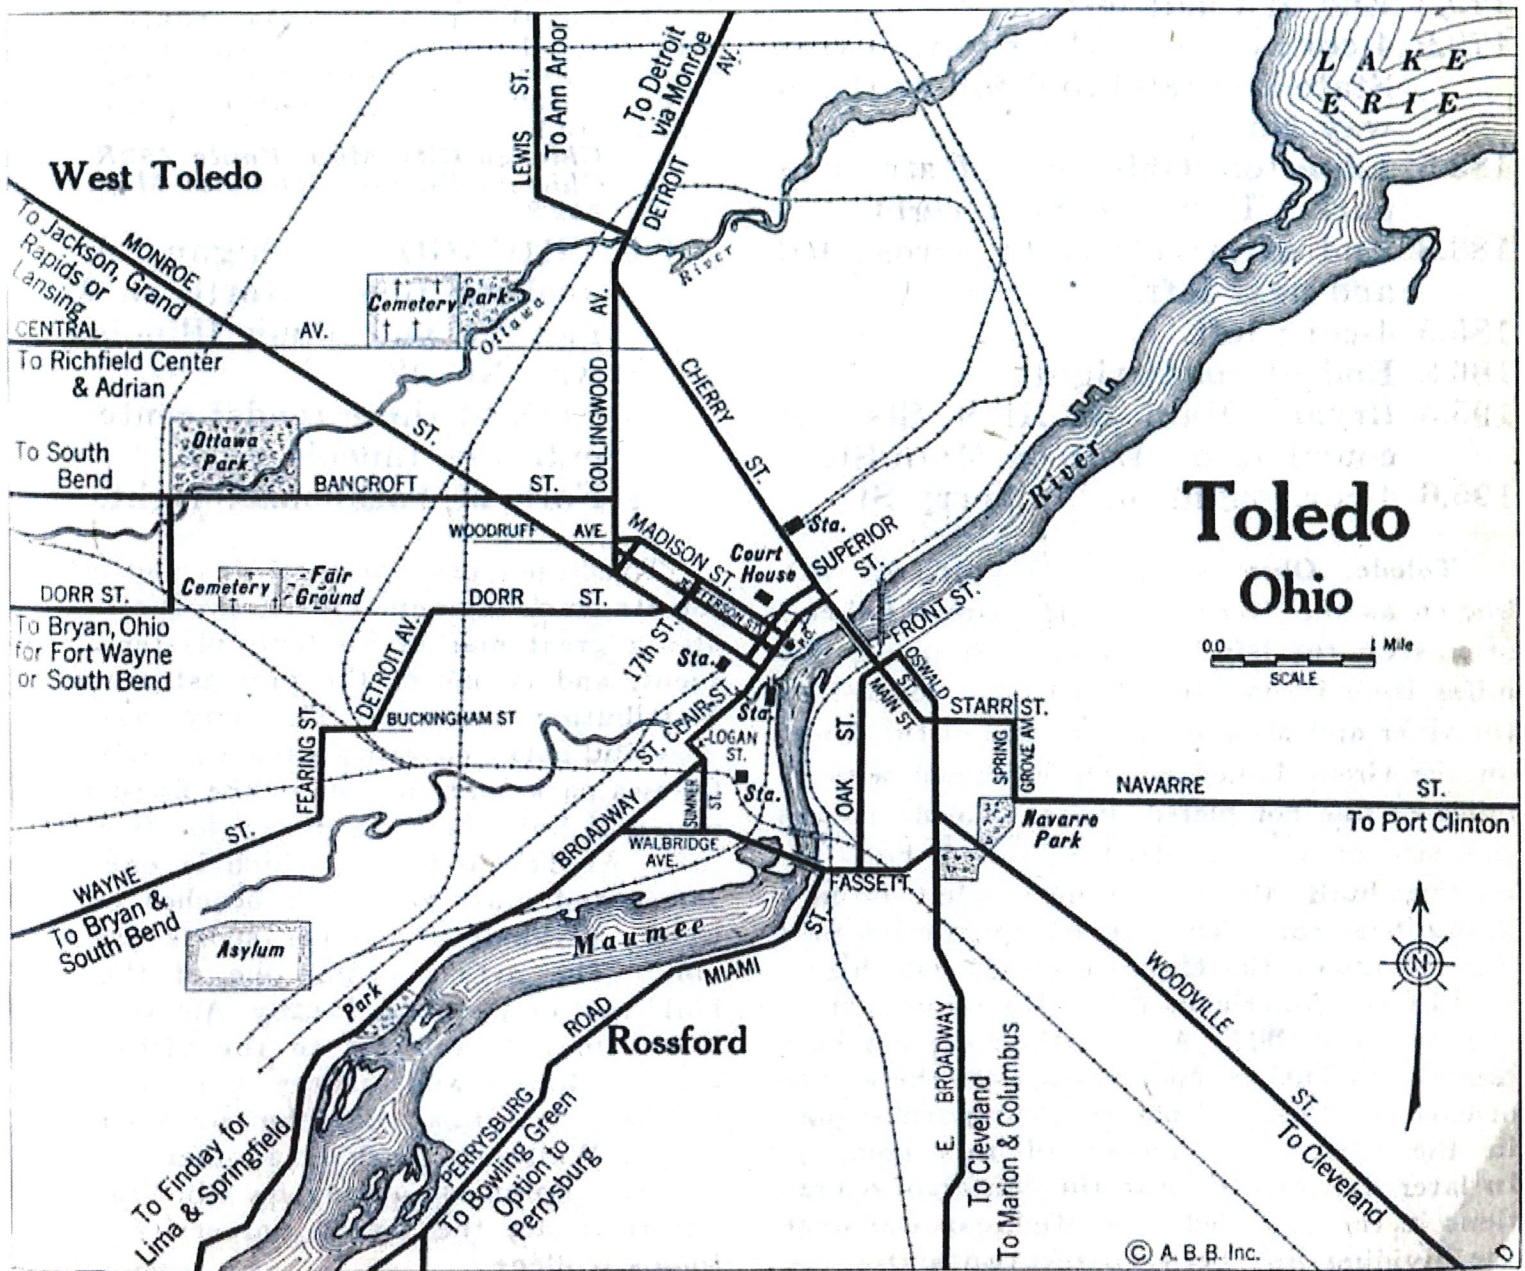 LAKE
ERIE
LEWIS ST.
To Ann Arbor
To Detroit
via Monroe
DETROIT AV.
West Toledo
MONROE ST.
To Jackson, Grand
Rapids or
Lansing
Cemetery
Park
Ottawa River
CENTRAL AV.
To Richfield Center
& Adrian
COLLINGWOOD AV.
CHERRY ST.
Ottawa
Park
To South
Bend
BANCROFT ST.
River
Toledo
Ohio
WOODRUFF AVE.
MADISON ST.
Court
House
Sta.
SUPERIOR
ST.
JEFFERSON ST.
P.O.
FRONT ST.
DORR ST.
Cemetery
Fair
Ground
DORR ST.
To Bryan, Ohio
for Fort Wayne
or South Bend
DETROIT AV.
17th ST.
Sta.
OSWALD
ST.
MAIN ST.
0.0 1 Mile
SCALE
BUCKINGHAM ST
ST. CLAIR ST.
Sta.
LOGAN
ST.
STARR ST.
SPRING
GROVE AV.
FEARING ST.
Sta.
SUMNER
ST.
OAK ST.
NAVARRE ST.
To Port Clinton
Navarre
Park
BROADWAY
WALBRIDGE
AVE.
FASSETT
ST.
WAYNE ST.
To Bryan &
South Bend
Asylum
Maumee
MIAMI
Park
ROAD
Rossford
N
WOODVILLE ST.
To Cleveland
E. BROADWAY
To Cleveland
To Marion & Columbus
PERRYSBURG
To Bowling Green
Option to
Perrysburg
To Findlay for
Lima & Springfield
© A. B. B. Inc.
D